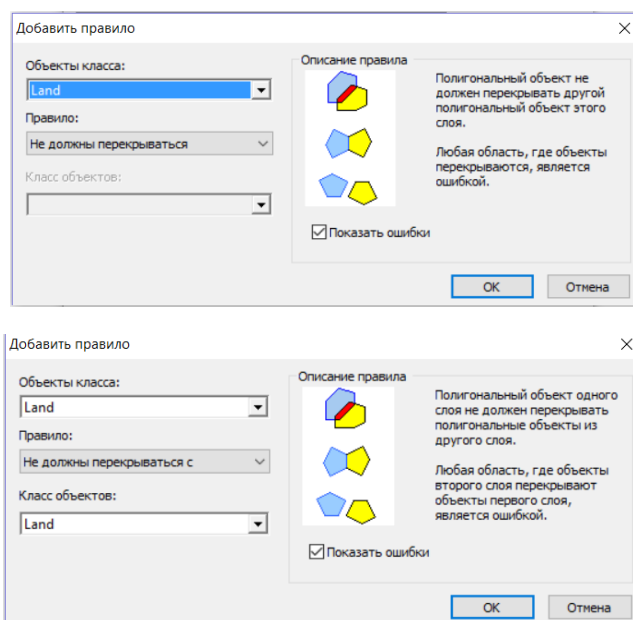 Добавить правило
Объекты класса:
Land
Правило:
Не должны перекрываться
Класс объектов:
Описание правила
Полигональный объект не
должен перекрывать другой
полигональный объект этого
слоя.
Любая область, где объекты
перекрываются, является
ошибкой.
Показать ошибки
OK
Отмена
Добавить правило
Объекты класса:
Land
Правило:
Не должны перекрываться с
Класс объектов:
Land
Описание правила
Полигональный объект одного
слоя не должен перекрывать
полигональные объекты из
другого слоя.
Любая область, где объекты
второго слоя перекрывают
объекты первого слоя,
является ошибкой.
Показать ошибки
OK
Отмена